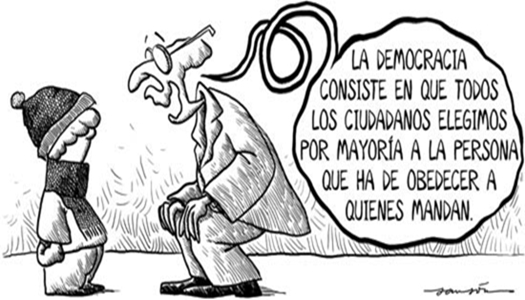 LA DEMOCRACIA
CONSISTE EN QUE TODOS
LOS CIUDADANOS ELEGIMOS
POR MAYORÍA A LA PERSONA
QUE HA DE OBEDECER A
QUIENES MANDAN.